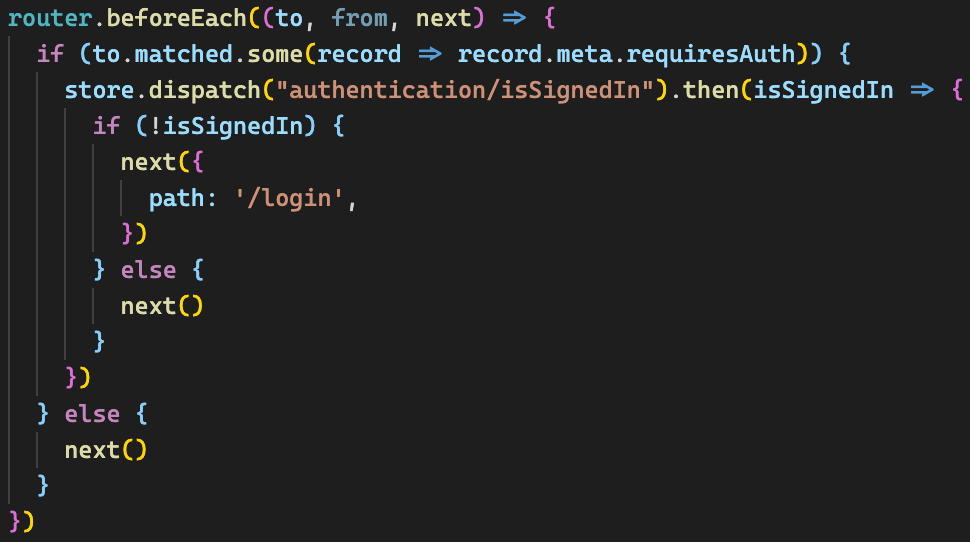 router.beforeEach((to, from, next) => {
  if (to.matched.some(record => record.meta.requiresAuth)) {
    store.dispatch("authentication/isSignedIn").then(isSignedIn => {
      if (!isSignedIn) {
        next({
          path: '/login',
        })
      } else {
        next()
      }
    })
  } else {
    next()
  }
})